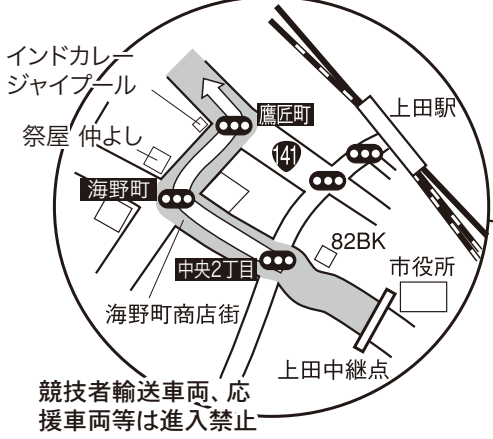 インドカレー
ジャイプール
祭屋 仲よし
鷹匠町
141
上田駅
海野町
82BK
市役所
中央2丁目
海野町商店街
上田中継点
競技者輸送車両、応
援車両等は進入禁止